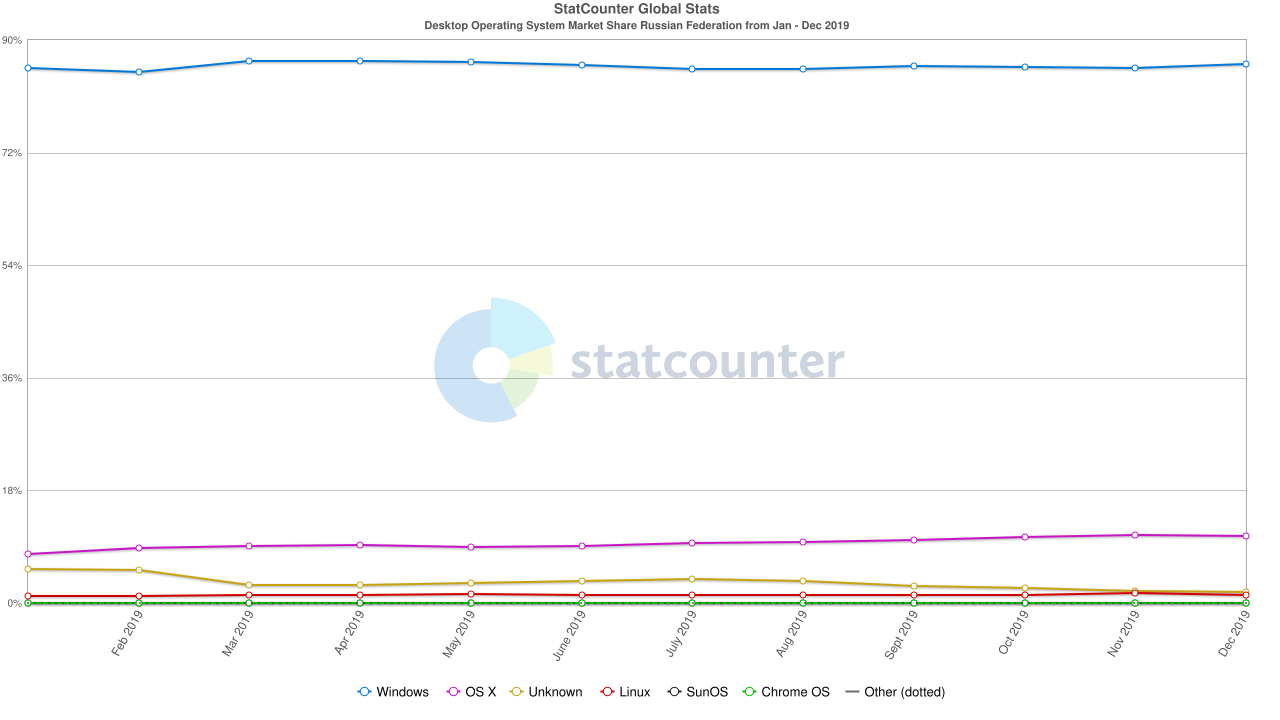 StatCounter Global Stats
Desktop Operating System Market Share Russian Federation from Jan - Dec 2019
90%
72%
54%
36%
18%
0%
statcounter
Feb 2019
Mar 2019
Apr 2019
May 2019
June 2019
July 2019
Aug 2019
Sept 2019
Oct 2019
Nov 2019
Dec 2019
Windows OS X Unknown Linux SunOS Chrome OS Other (dotted)